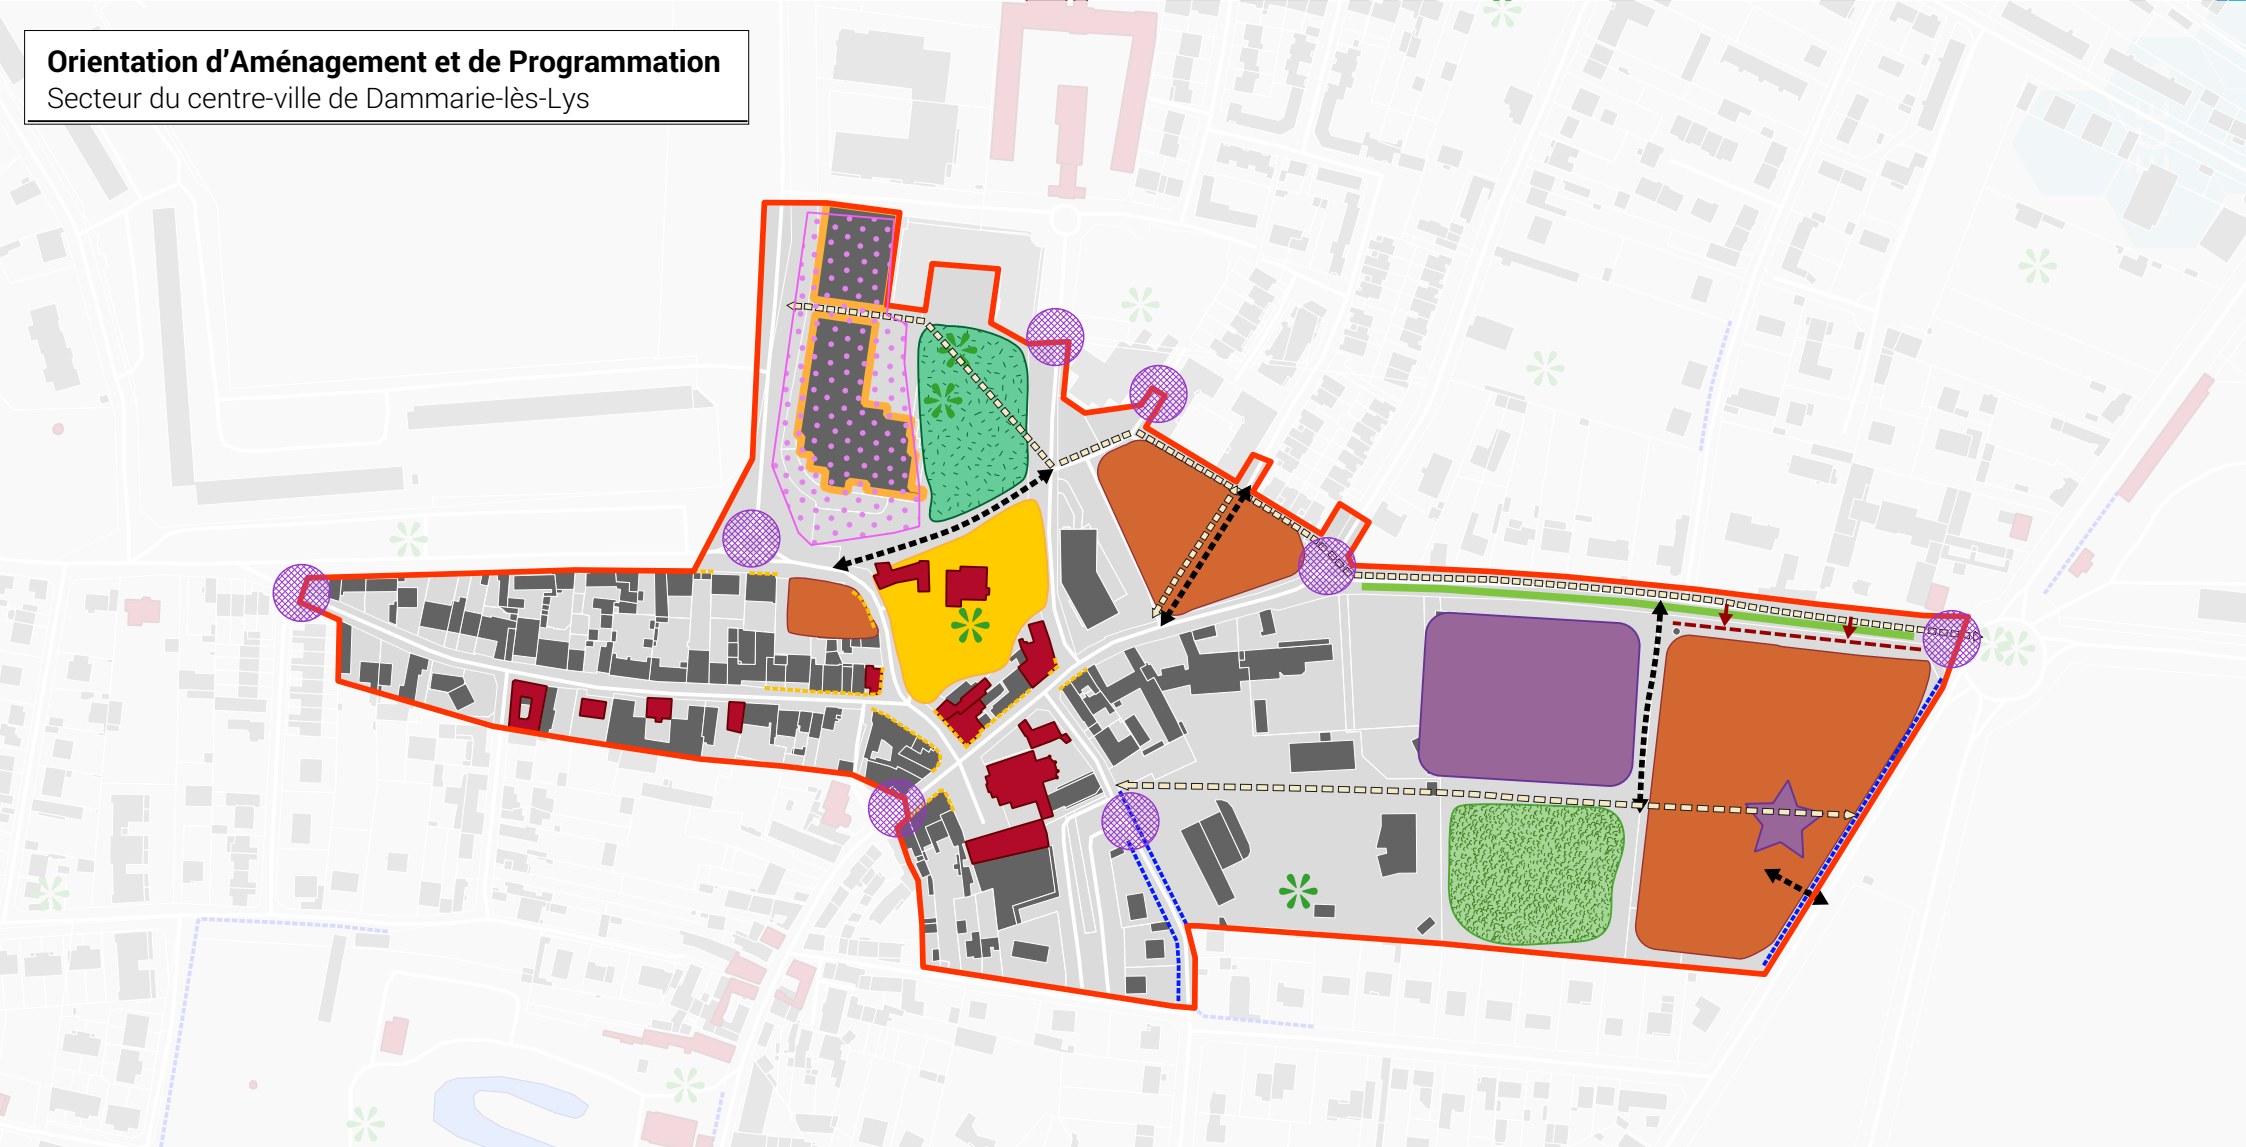 Orientation d’Aménagement et de Programmation
Secteur du centre-ville de Dammarie-lès-Lys